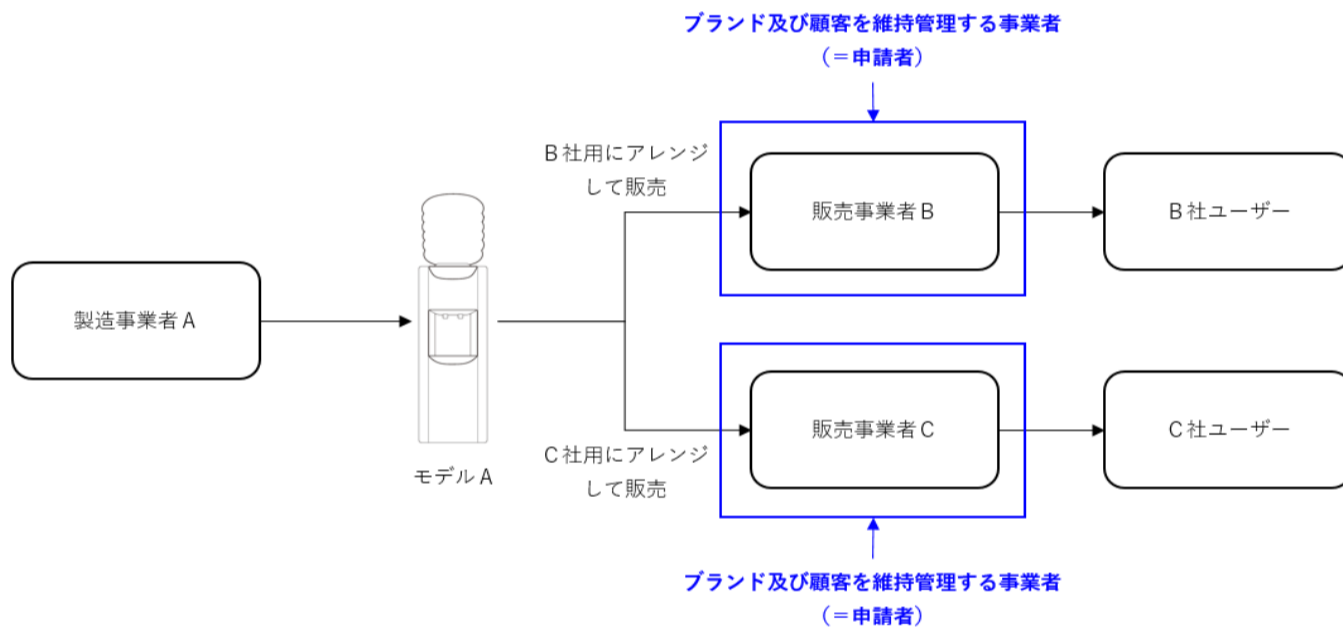 ブランド及び顧客を維持管理する事業者
（＝申請者）
B社用にアレンジ
して販売
販売事業者B
B社ユーザー
製造事業者A
モデルA
C社用にアレンジ
して販売
販売事業者C
C社ユーザー
ブランド及び顧客を維持管理する事業者
（＝申請者）